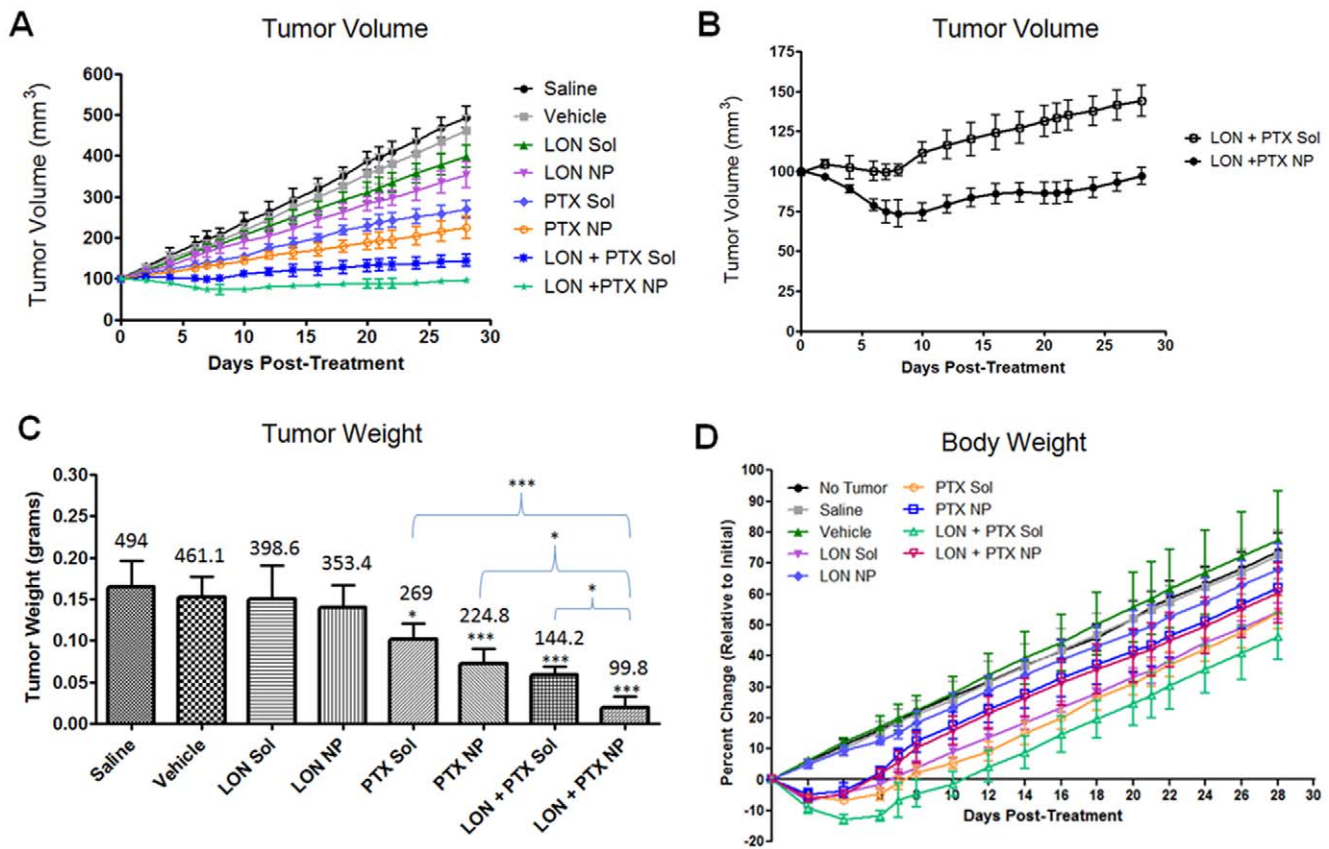 A
Tumor Volume
Tumor Volume (mm3)
600
500
400
300
200
100
0
0 5 10 15 20 25 30
Days Post-Treatment
Saline
Vehicle
LON Sol
LON NP
PTX Sol
PTX NP
LON + PTX Sol
LON +PTX NP
B
Tumor Volume
Tumor Volume (mm3)
175
150
125
100
75
50
25
0
0 5 10 15 20 25 30
Days Post-Treatment
LON + PTX Sol
LON +PTX NP
C
Tumor Weight
Tumor Weight (grams)
0.30
0.25
0.20
0.15
0.10
0.05
0.00
***
*
*
494
461.1
398.6
353.4
269
*
224.8
***
144.2
***
99.8
***
Saline
Vehicle
LON Sol
LON NP
PTX Sol
PTX NP
LON + PTX Sol
LON + PTX NP
D
Body Weight
Percent Change (Relative to Initial)
100
90
80
70
60
50
40
30
20
10
0
-10
-20
No Tumor
Saline
Vehicle
LON Sol
LON NP
PTX Sol
PTX NP
LON + PTX Sol
LON + PTX NP
10 12 14 16 18 20 21 22 24 26 28 30
Days Post-Treatment